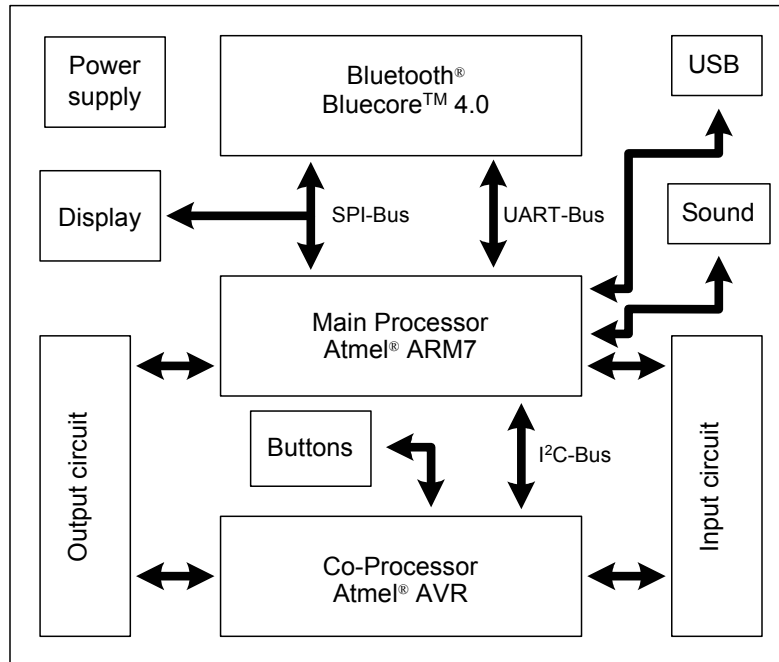 Power
supply
Bluetooth®
Bluecore™ 4.0
USB
Display
SPI-Bus
UART-Bus
Sound
Main Processor
Atmel® ARM7
Output circuit
Buttons
I²C-Bus
Input circuit
Co-Processor
Atmel® AVR